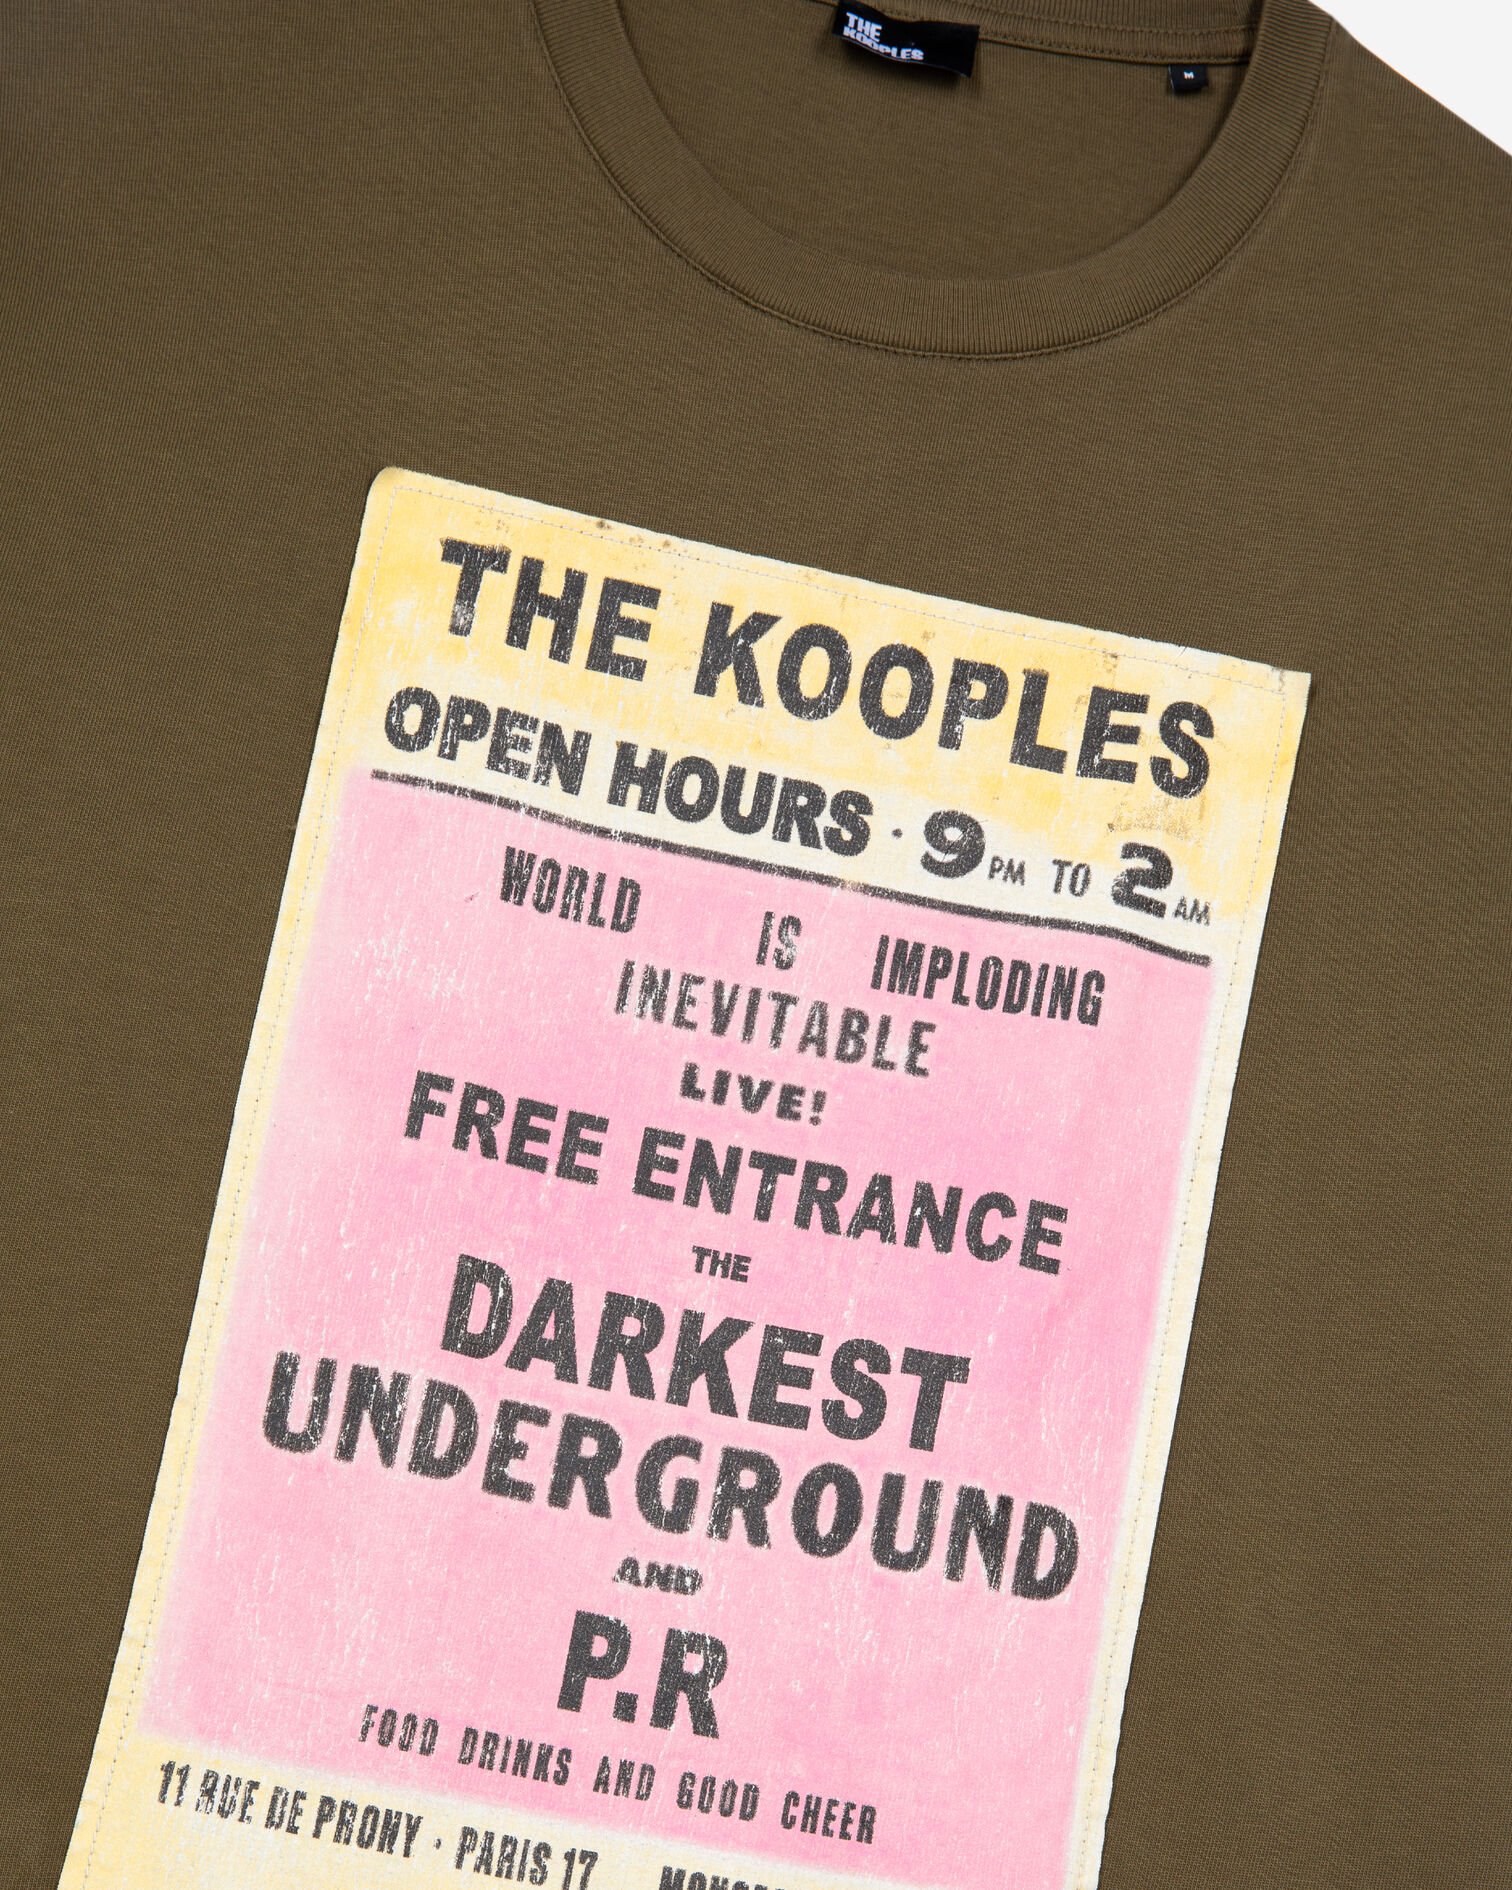 THE
KOOPLES
M
THE KOOPLES
OPEN HOURS · 9 PM TO 2 AM
WORLD IS IMPLODING
INEVITABLE
LIVE!
FREE ENTRANCE
THE
DARKEST
UNDERGROUND
AND
P.R
FOOD DRINKS AND GOOD CHEER
11 RUE DE PRONY · PARIS 17